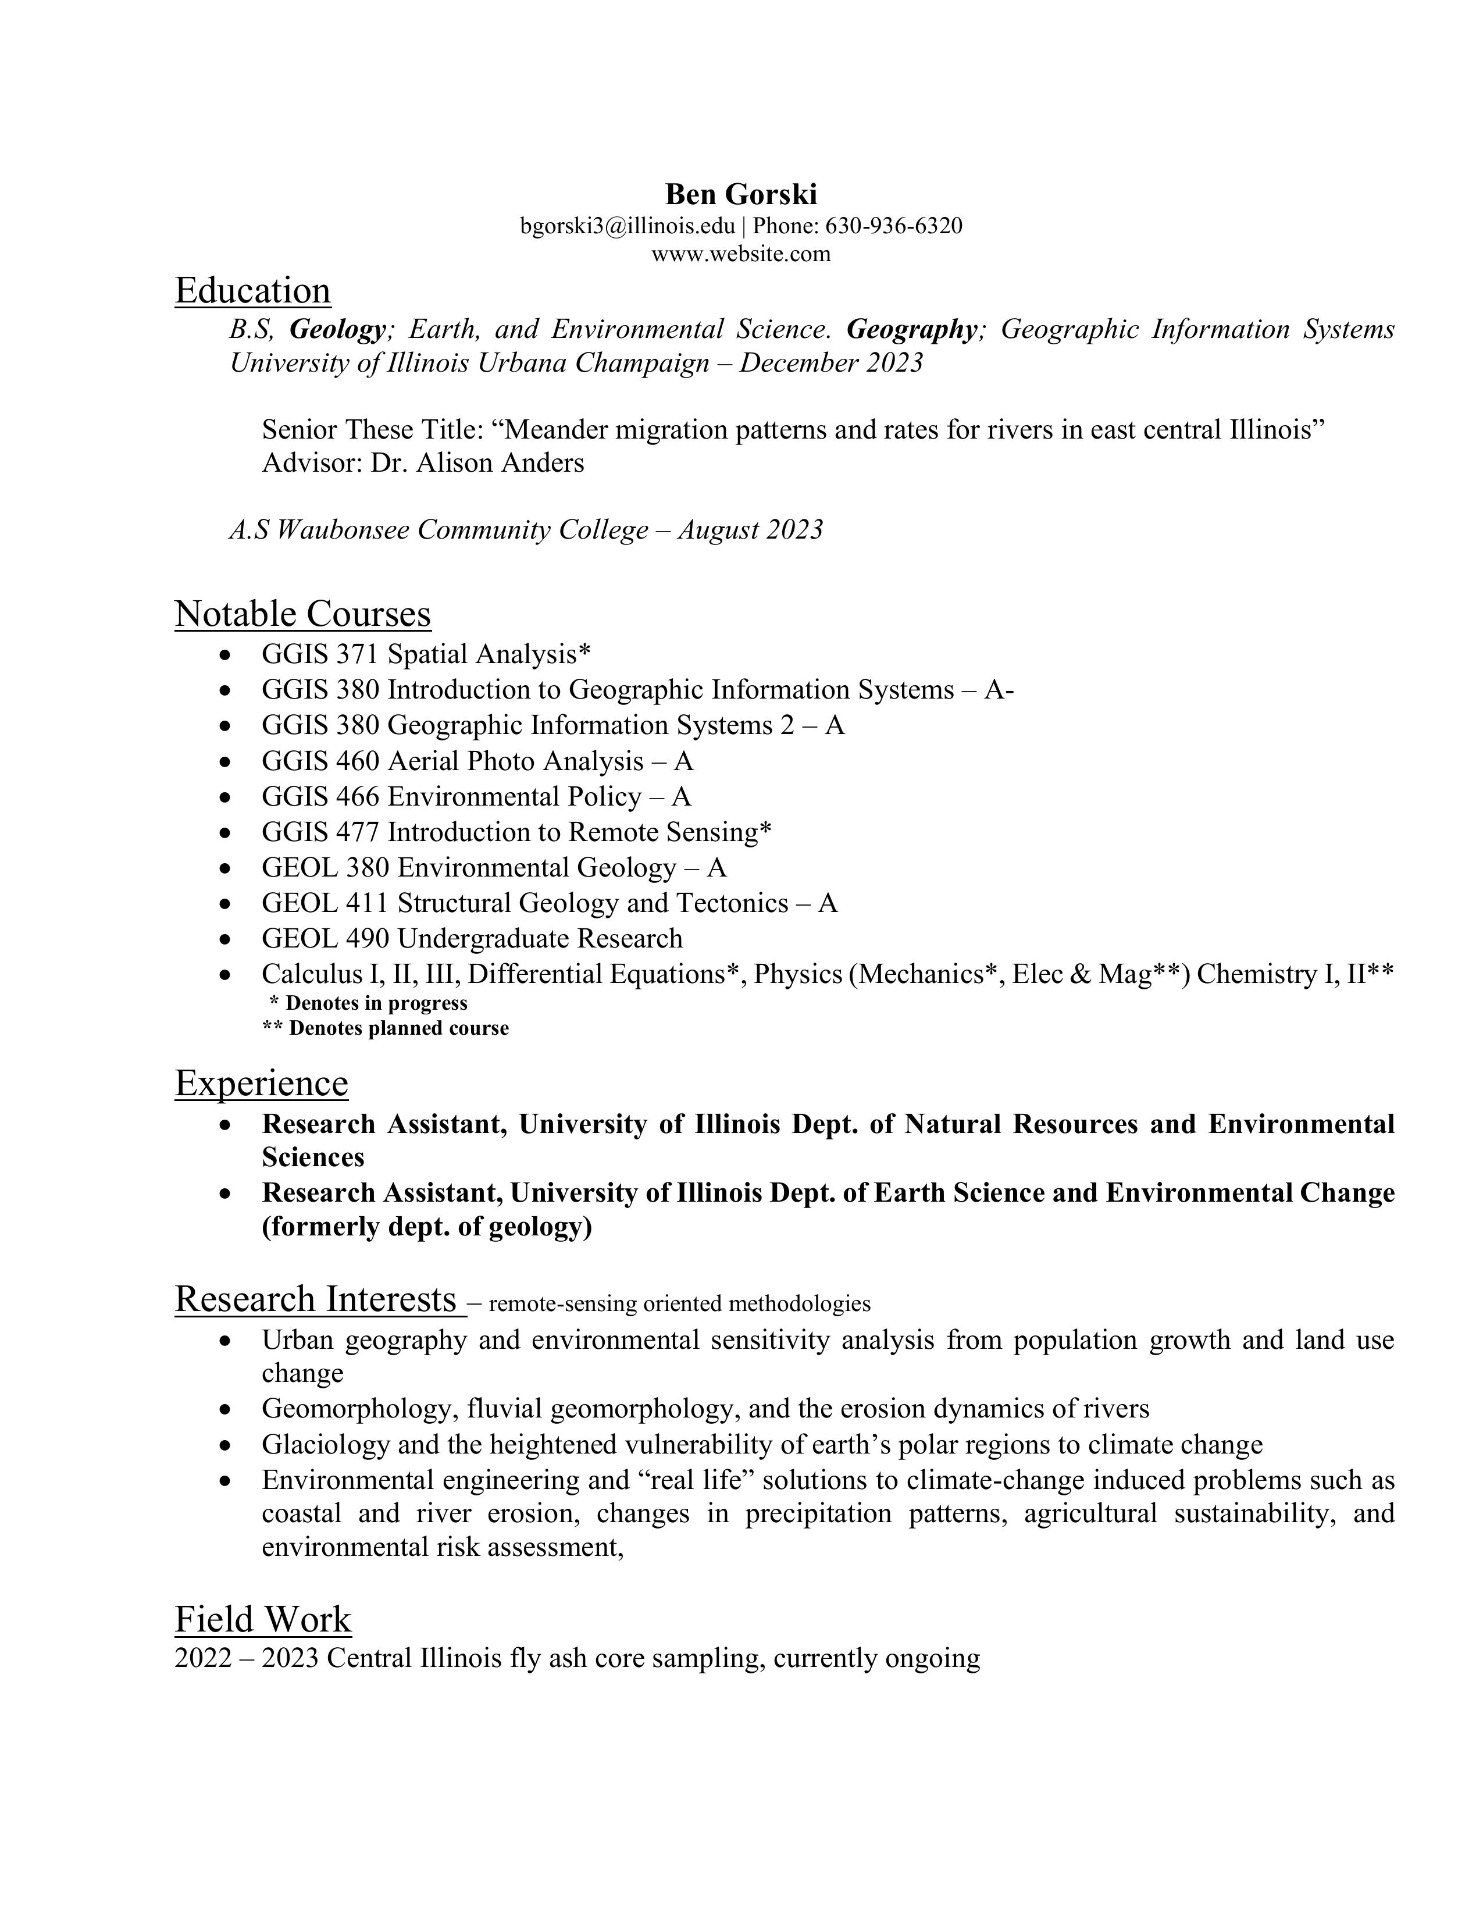 Ben Gorski
bgorski3@illinois.edu | Phone: 630-936-6320
www.website.com
Education
B.S, Geology; Earth, and Environmental Science. Geography; Geographic Information Systems
University of Illinois Urbana Champaign – December 2023
Senior These Title: “Meander migration patterns and rates for rivers in east central Illinois”
Advisor: Dr. Alison Anders
A.S Waubonsee Community College – August 2023
Notable Courses
• GGIS 371 Spatial Analysis*
• GGIS 380 Introduction to Geographic Information Systems – A-
• GGIS 380 Geographic Information Systems 2 – A
• GGIS 460 Aerial Photo Analysis – A
• GGIS 466 Environmental Policy – A
• GGIS 477 Introduction to Remote Sensing*
• GEOL 380 Environmental Geology – A
• GEOL 411 Structural Geology and Tectonics – A
• GEOL 490 Undergraduate Research
• Calculus I, II, III, Differential Equations*, Physics (Mechanics*, Elec & Mag**) Chemistry I, II**
* Denotes in progress
** Denotes planned course
Experience
• Research Assistant, University of Illinois Dept. of Natural Resources and Environmental
Sciences
• Research Assistant, University of Illinois Dept. of Earth Science and Environmental Change
(formerly dept. of geology)
Research Interests – remote-sensing oriented methodologies
• Urban geography and environmental sensitivity analysis from population growth and land use
change
• Geomorphology, fluvial geomorphology, and the erosion dynamics of rivers
• Glaciology and the heightened vulnerability of earth’s polar regions to climate change
• Environmental engineering and “real life” solutions to climate-change induced problems such as
coastal and river erosion, changes in precipitation patterns, agricultural sustainability, and
environmental risk assessment,
Field Work
2022 – 2023 Central Illinois fly ash core sampling, currently ongoing